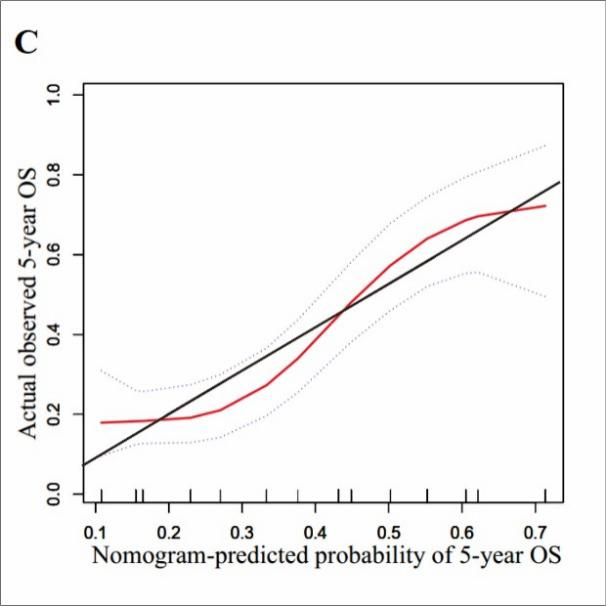 C
Actual observed 5-year OS
1.0
0.8
0.6
0.4
0.2
0.0
0.1 0.2 0.3 0.4 0.5 0.6 0.7
Nomogram-predicted probability of 5-year OS